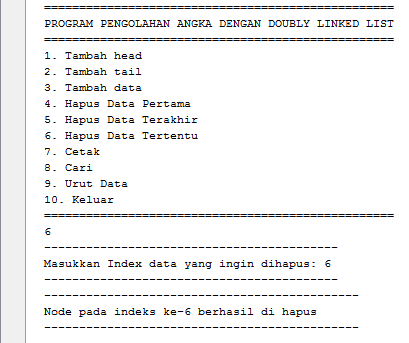 ==================================================
PROGRAM PENGOLAHAN ANGKA DENGAN DOUBLY LINKED LIST
==================================================
1. Tambah head
2. Tambah tail
3. Tambah data
4. Hapus Data Pertama
5. Hapus Data Terakhir
6. Hapus Data Tertentu
7. Cetak
8. Cari
9. Urut Data
10. Keluar
==================================================
6
------------------------------------------
Masukkan Index data yang ingin dihapus: 6
------------------------------------------
---------------------------------------------
Node pada indeks ke-6 berhasil di hapus
---------------------------------------------